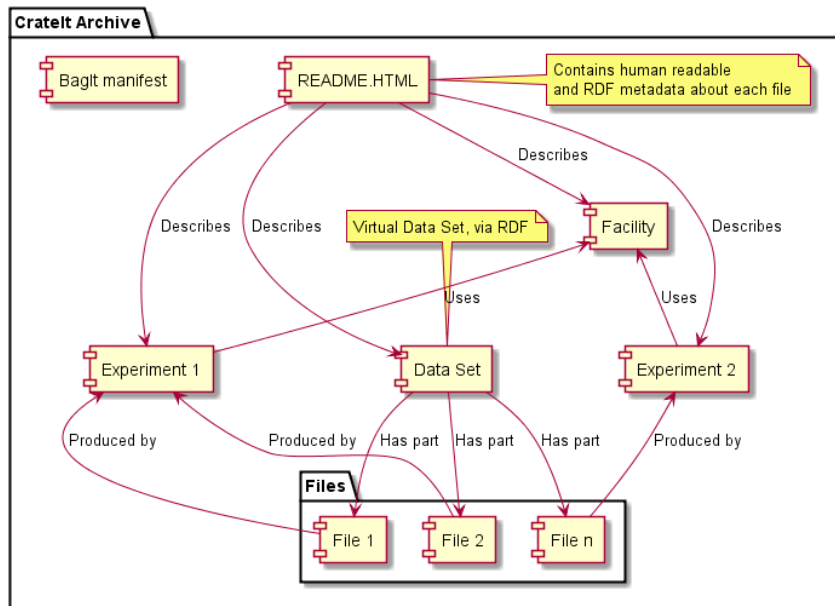 CrateIt Archive
BagIt manifest
README.HTML
Contains human readable
and RDF metadata about each file
Describes
Describes
Describes
Describes
Virtual Data Set, via RDF
Facility
Uses
Uses
Experiment 1
Data Set
Experiment 2
Produced by
Produced by
Has part
Has part
Has part
Produced by
Files
File 1
File 2
File n